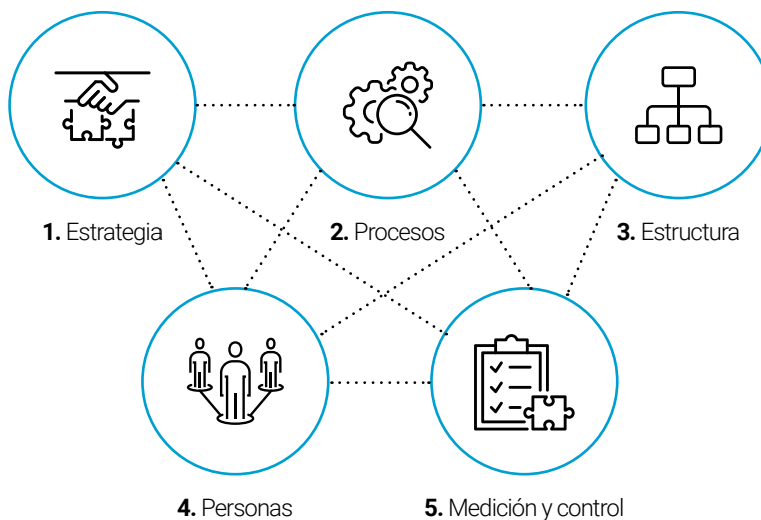 1. Estrategia
2. Procesos
3. Estructura
4. Personas
5. Medición y control